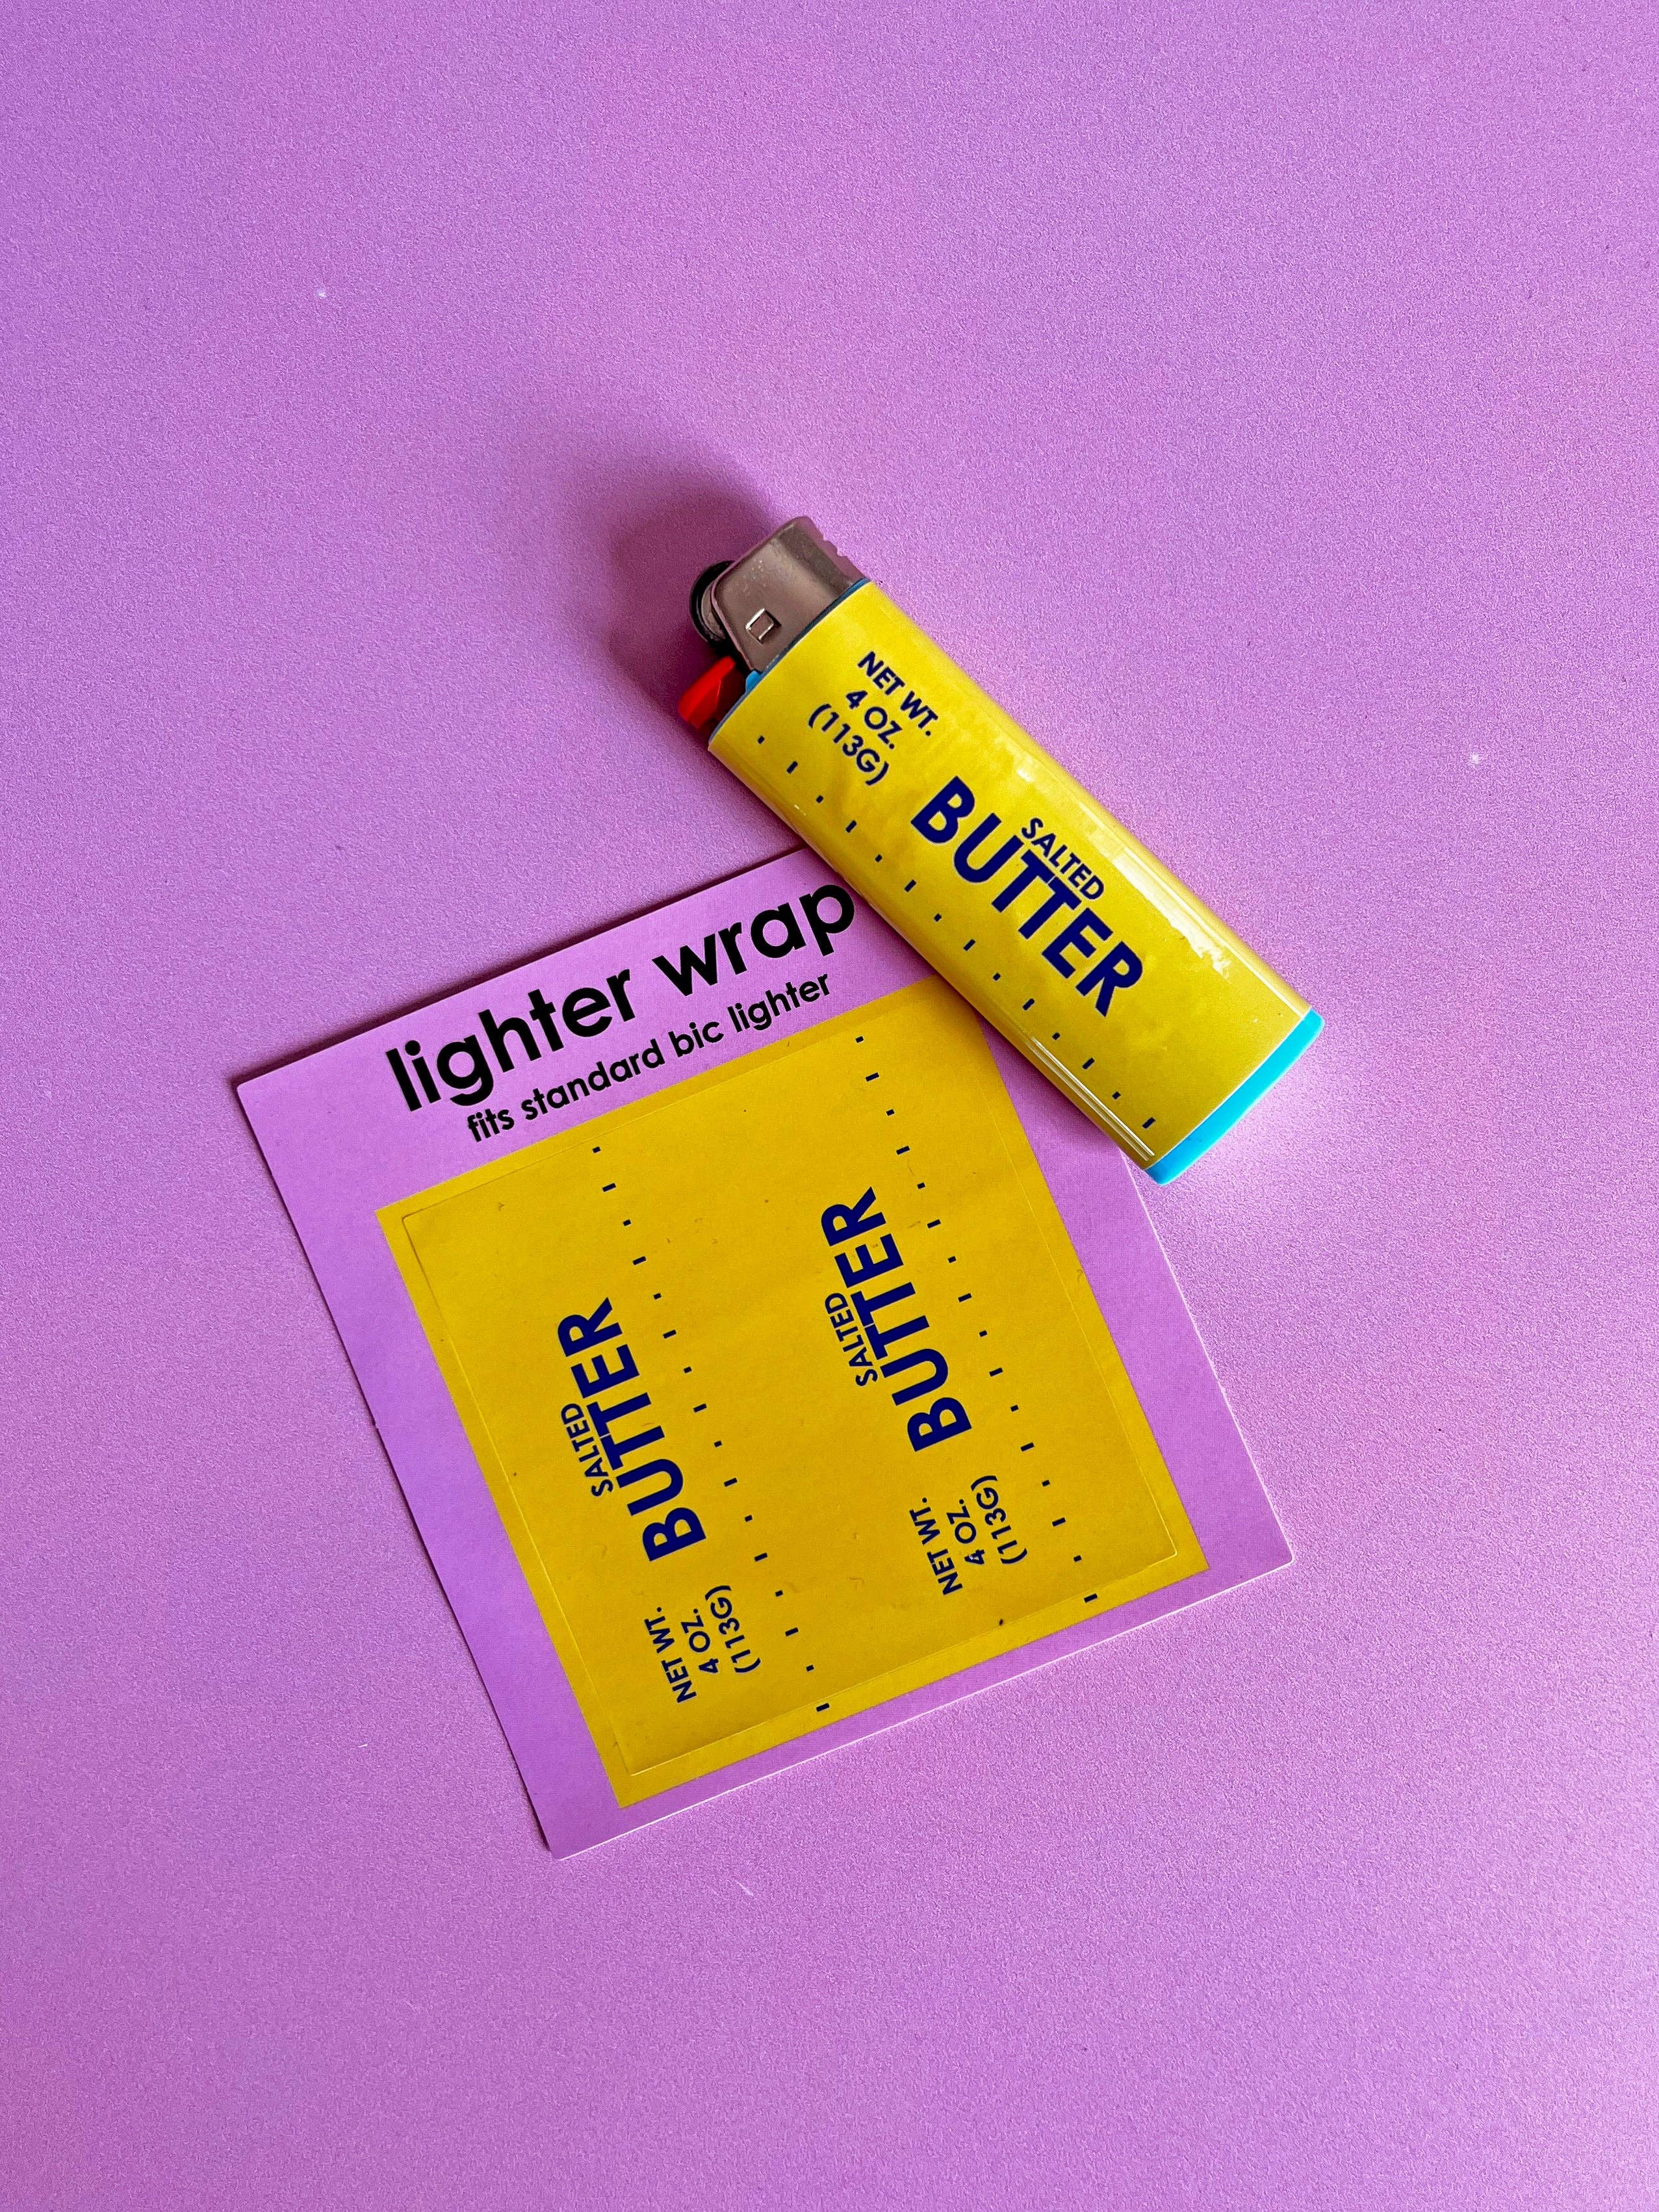 NET WT.
4 OZ.
(113G)
SALTED
BUTTER
lighter wrap
fits standard bic lighter
SALTED
BUTTER
NET WT.
4 OZ.
(113G)
SALTED
BUTTER
NET WT.
4 OZ.
(113G)